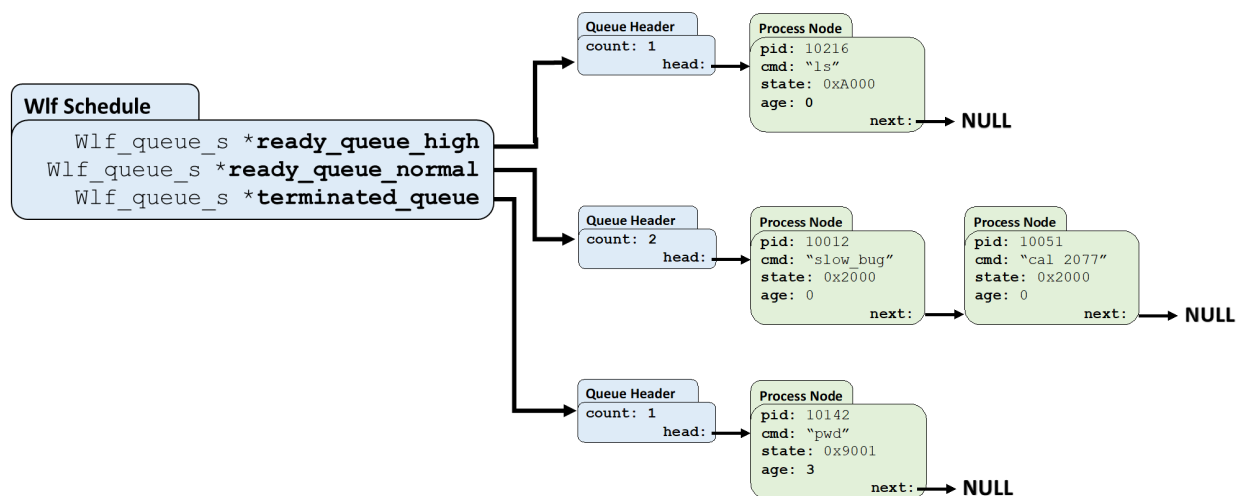 Wlf Schedule
Wlf_queue_s *ready_queue_high
Wlf_queue_s *ready_queue_normal
Wlf_queue_s *terminated_queue
Queue Header
count: 1
head:
Process Node
pid: 10216
cmd: “ls”
state: 0xA000
age: 0
next:
NULL
Queue Header
count: 2
head:
Process Node
pid: 10012
cmd: “slow_bug”
state: 0x2000
age: 0
next:
Process Node
pid: 10051
cmd: “cal 2077”
state: 0x2000
age: 0
next:
NULL
Queue Header
count: 1
head:
Process Node
pid: 10142
cmd: “pwd”
state: 0x9001
age: 3
next:
NULL